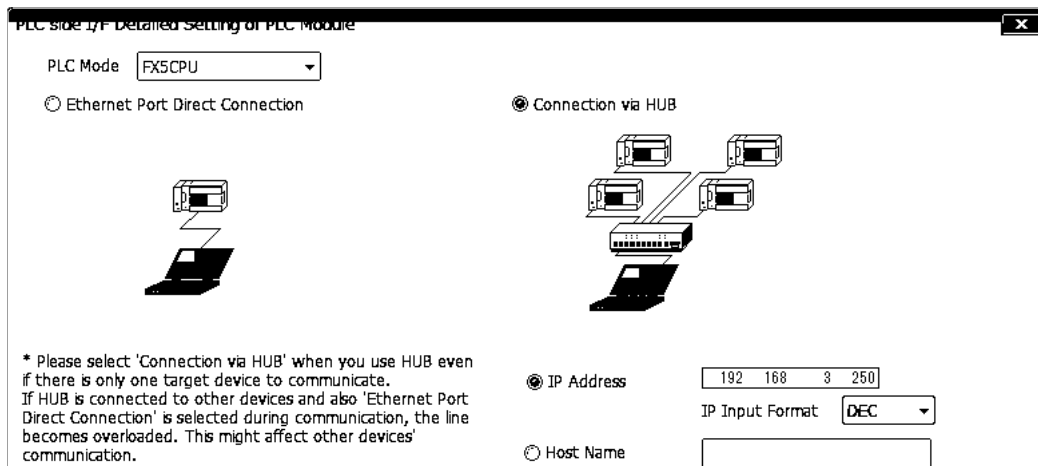 PLC side I/F Detailed Setting of PLC Module
X
PLC Mode FX5CPU
Ethernet Port Direct Connection
Connection via HUB
* Please select 'Connection via HUB' when you use HUB even
if there is only one target device to communicate.
If HUB is connected to other devices and also 'Ethernet Port
Direct Connection' is selected during communication, the line
becomes overloaded. This might affect other devices'
communication.
IP Address 192 168 3 250
IP Input Format DEC
Host Name